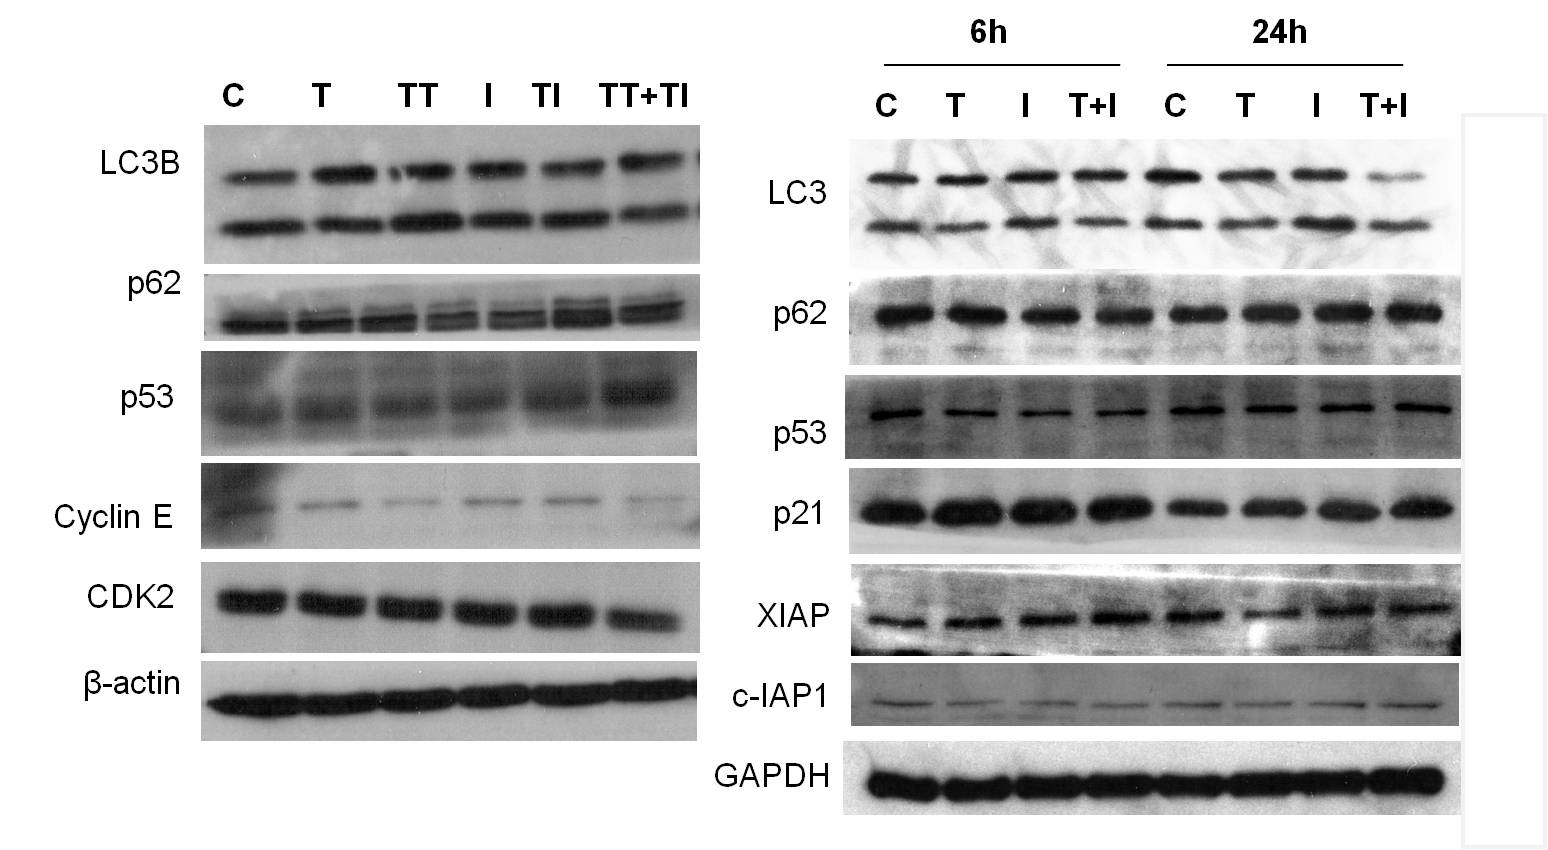 C T TT I TI TT+TI
LC3B
p62
p53
Cyclin E
CDK2
β-actin
6h 24h
C T I T+I C T I T+I
LC3
p62
p53
p21
XIAP
c-IAP1
GAPDH